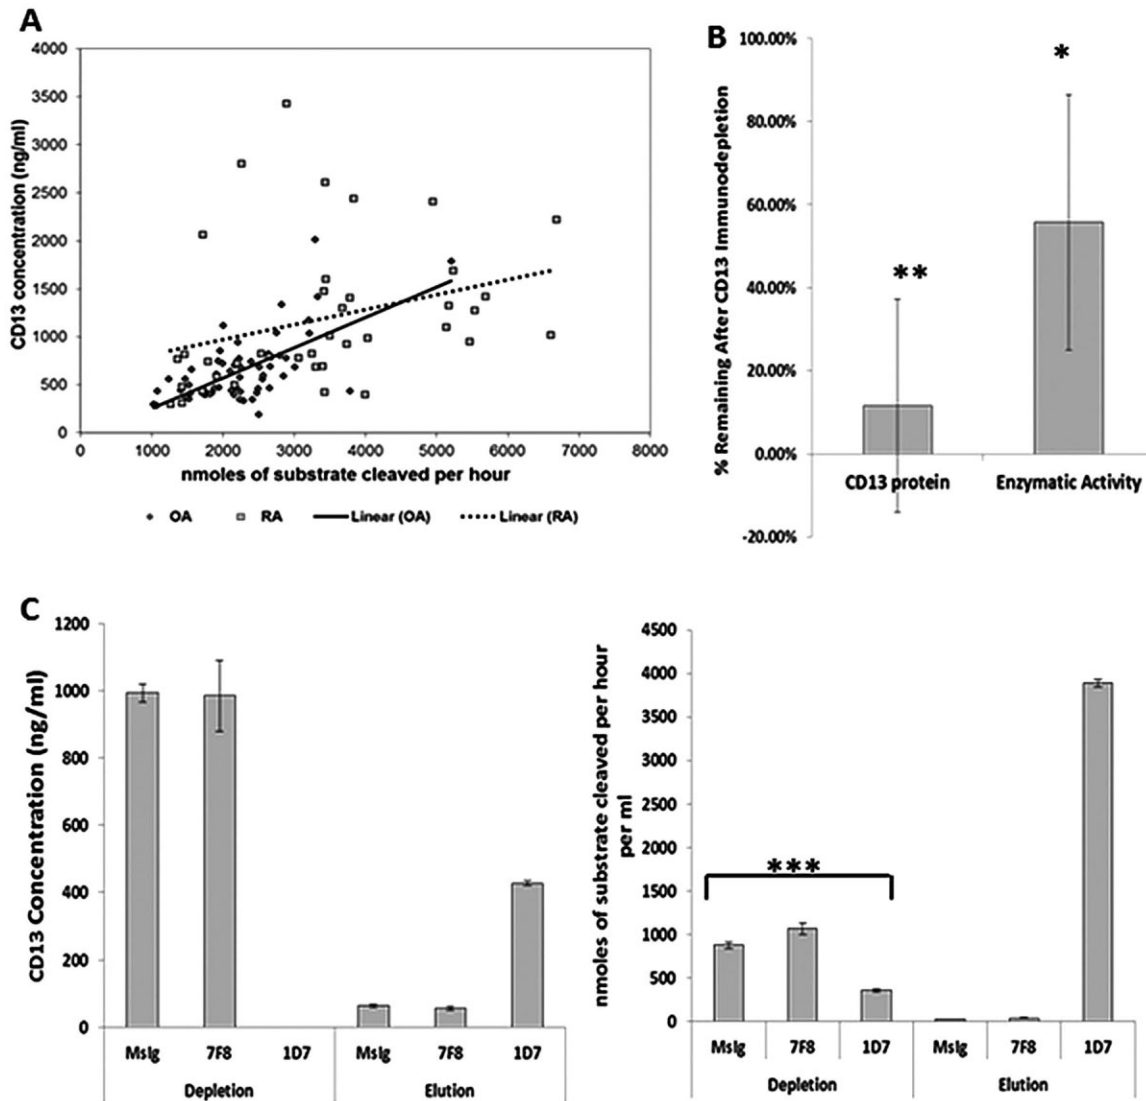 A
4000
3500
3000
2500
2000
1500
1000
500
0
CD13 concentration (ng/ml)
0 1000 2000 3000 4000 5000 6000 7000 8000
nmoles of substrate cleaved per hour
OA RA Linear (OA) Linear (RA)
B
100.00%
80.00%
60.00%
40.00%
20.00%
0.00%
-20.00%
% Remaining After CD13 Immunodepletion
** *
CD13 protein Enzymatic Activity
C
1200
1000
800
600
400
200
0
CD13 Concentration (ng/ml)
MsIg 7F8 1D7 MsIg 7F8 1D7
Depletion Elution
4500
4000
3500
3000
2500
2000
1500
1000
500
0
nmoles of substrate cleaved per hour
per ml
***
MsIg 7F8 1D7 MsIg 7F8 1D7
Depletion Elution